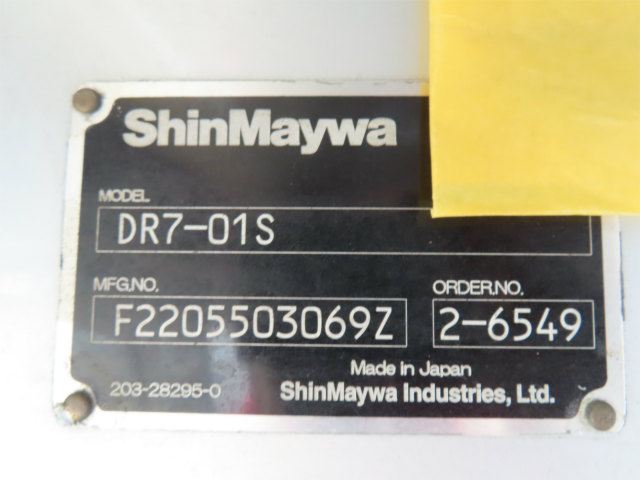 ShinMaywa
MODEL
DR7-01S
MFG.NO. ORDER.NO.
F2205503069Z 2-6549
Made in Japan
203-28295-0 ShinMaywa Industries, Ltd.